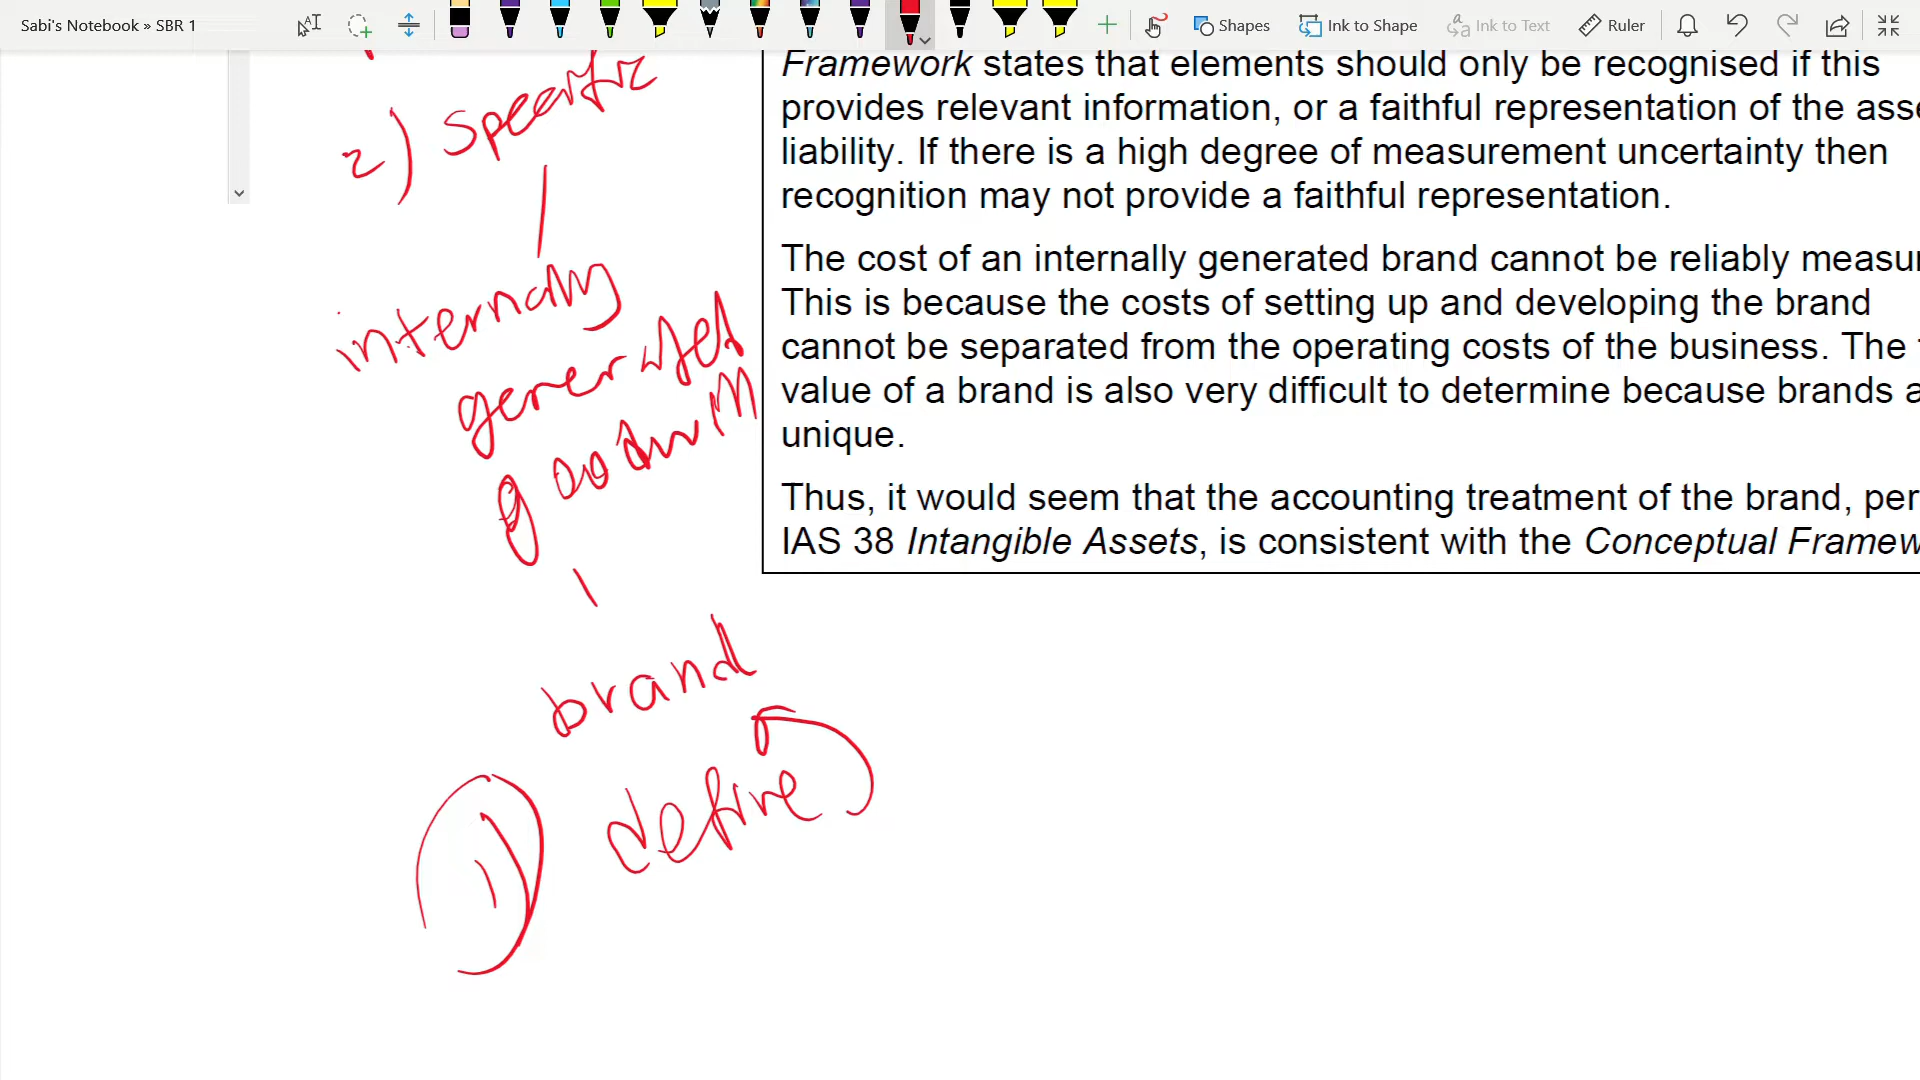 Sabi's Notebook » SBR 1
Shapes
Ink to Shape
Ink to Text
Ruler
2) Specific
internally
generated
goodwill
brand
define
1)
Framework states that elements should only be recognised if this
provides relevant information, or a faithful representation of the asse
liability. If there is a high degree of measurement uncertainty then
recognition may not provide a faithful representation.
The cost of an internally generated brand cannot be reliably measu
This is because the costs of setting up and developing the brand
cannot be separated from the operating costs of the business. The
value of a brand is also very difficult to determine because brands a
unique.
Thus, it would seem that the accounting treatment of the brand, per
IAS 38 Intangible Assets, is consistent with the Conceptual Framew